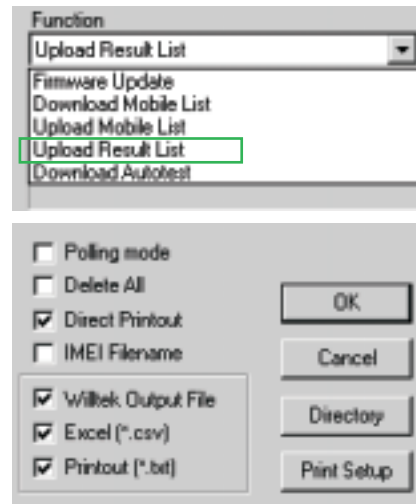 Function
Upload Result List
Firmware Update
Download Mobile List
Upload Mobile List
Upload Result List
Download Autotest
Polling mode
Delete All
Direct Printout
IMEI Filename
Willtek Output File
Excel (*.csv)
Printout (*.txt)
OK
Cancel
Directory
Print Setup